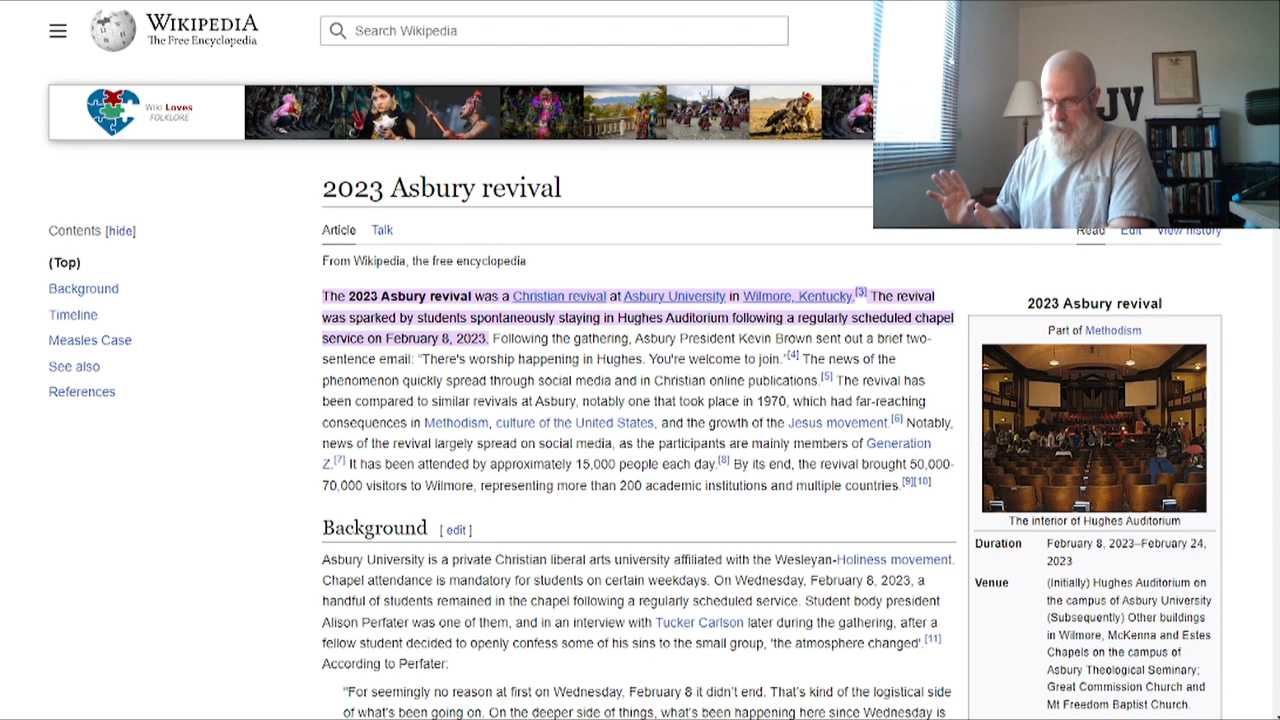 WIKIPEDIA
The Free Encyclopedia
Search Wikipedia
Wiki Loves
FOLKLORE
JV
2023 Asbury revival
Contents [hide]
(Top)
Background
Timeline
Measles Case
See also
References
Article Talk
Read Edit View history
From Wikipedia, the free encyclopedia
The 2023 Asbury revival was a Christian revival at Asbury University in Wilmore, Kentucky.[3] The revival
was sparked by students spontaneously staying in Hughes Auditorium following a regularly scheduled chapel
service on February 8, 2023. Following the gathering, Asbury President Kevin Brown sent out a brief two-
sentence email: "There's worship happening in Hughes. You're welcome to join."[4] The news of the
phenomenon quickly spread through social media and in Christian online publications.[5] The revival has
been compared to similar revivals at Asbury, notably one that took place in 1970, which had far-reaching
consequences in Methodism, culture of the United States, and the growth of the Jesus movement.[6] Notably,
news of the revival largely spread on social media, as the participants are mainly members of Generation
Z.[7] It has been attended by approximately 15,000 people each day.[8] By its end, the revival brought 50,000-
70,000 visitors to Wilmore, representing more than 200 academic institutions and multiple countries.[9][10]
Background [ edit ]
Asbury University is a private Christian liberal arts university affiliated with the Wesleyan-Holiness movement.
Chapel attendance is mandatory for students on certain weekdays. On Wednesday, February 8, 2023, a
handful of students remained in the chapel following a regularly scheduled service. Student body president
Alison Perfater was one of them, and in an interview with Tucker Carlson later during the gathering, after a
fellow student decided to openly confess some of his sins to the small group, 'the atmosphere changed'.[11]
According to Perfater:
"For seemingly no reason at first on Wednesday, February 8 it didn't end. That's kind of the logistical side
of what's been going on. On the deeper side of things, what's been happening here since Wednesday is
2023 Asbury revival
Part of Methodism
The interior of Hughes Auditorium
Duration February 8, 2023–February 24,
2023
Venue (Initially) Hughes Auditorium on
the campus of Asbury University
(Subsequently) Other buildings
in Wilmore, McKenna and Estes
Chapels on the campus of
Asbury Theological Seminary;
Great Commission Church and
Mt Freedom Baptist Church.